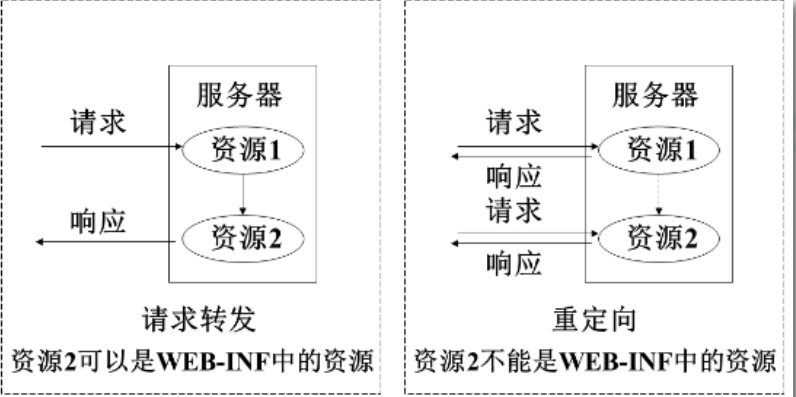 服务器
请求
资源1
响应
资源2
请求转发
资源2可以是WEB-INF中的资源
服务器
请求
资源1
响应
请求
资源2
响应
重定向
资源2不能是WEB-INF中的资源